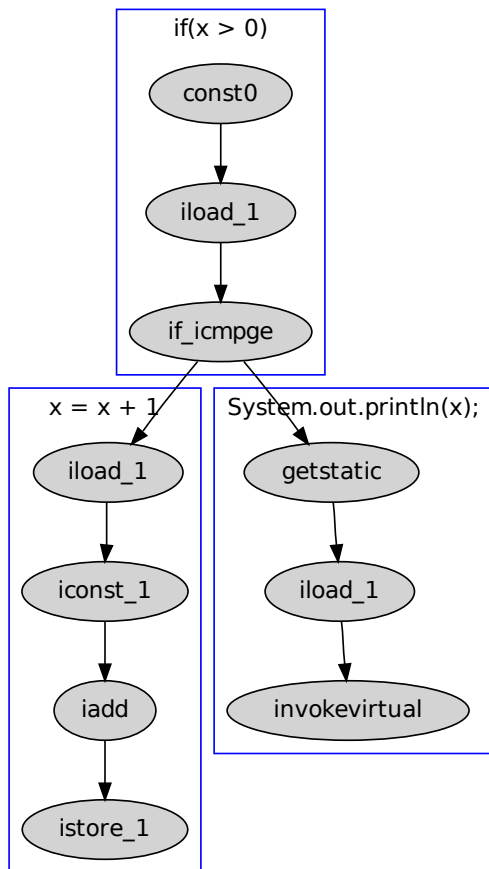 if(x > 0)
const0
iload_1
if_icmpge
x = x + 1
iload_1
iconst_1
iadd
istore_1
System.out.println(x);
getstatic
iload_1
invokevirtual